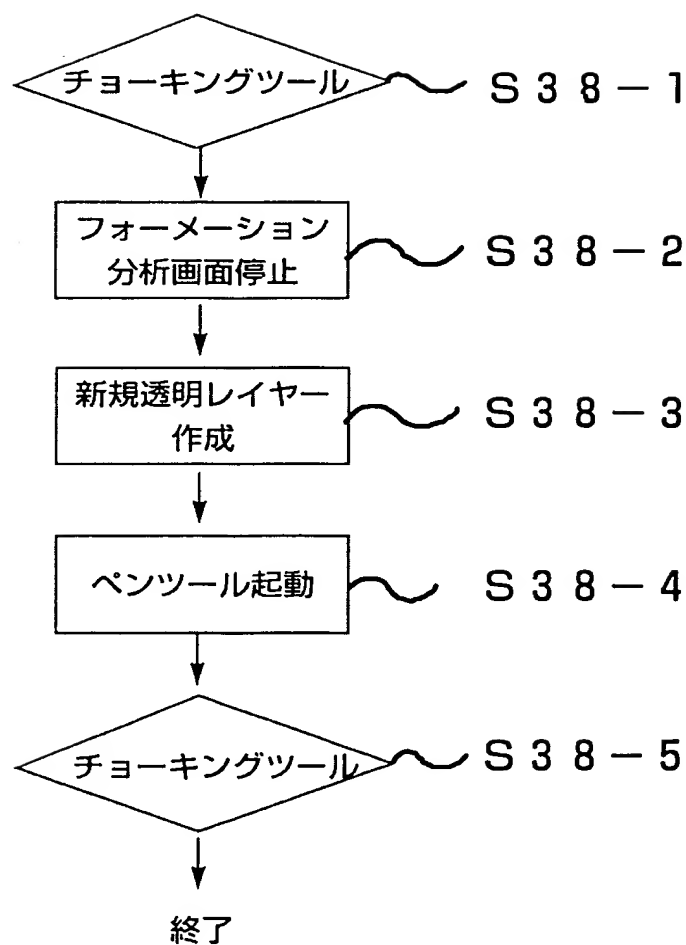 チョーキングツール
S38-1
フォーメーション
分析画面停止
S38-2
新規透明レイヤー
作成
S38-3
ペンツール起動
S38-4
チョーキングツール
S38-5
終了